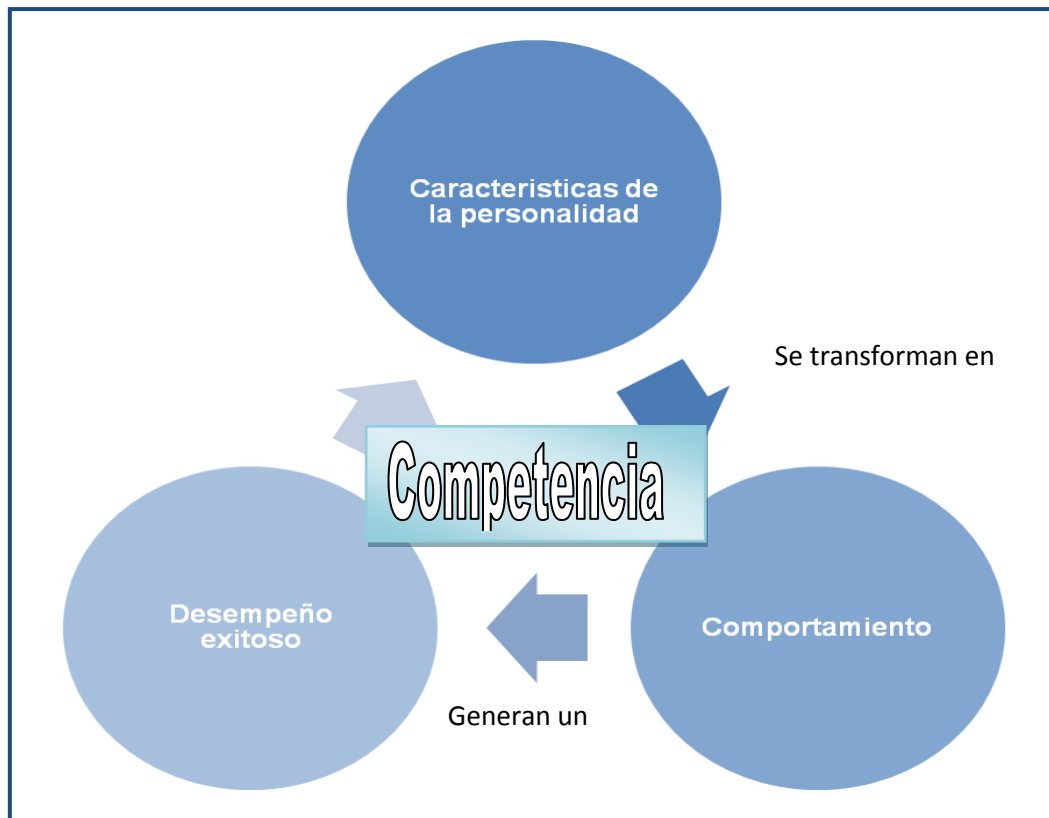 Caracteristicas de
la personalidad
Se transforman en
Competencia
Desempeño
exitoso
Comportamiento
Generan un